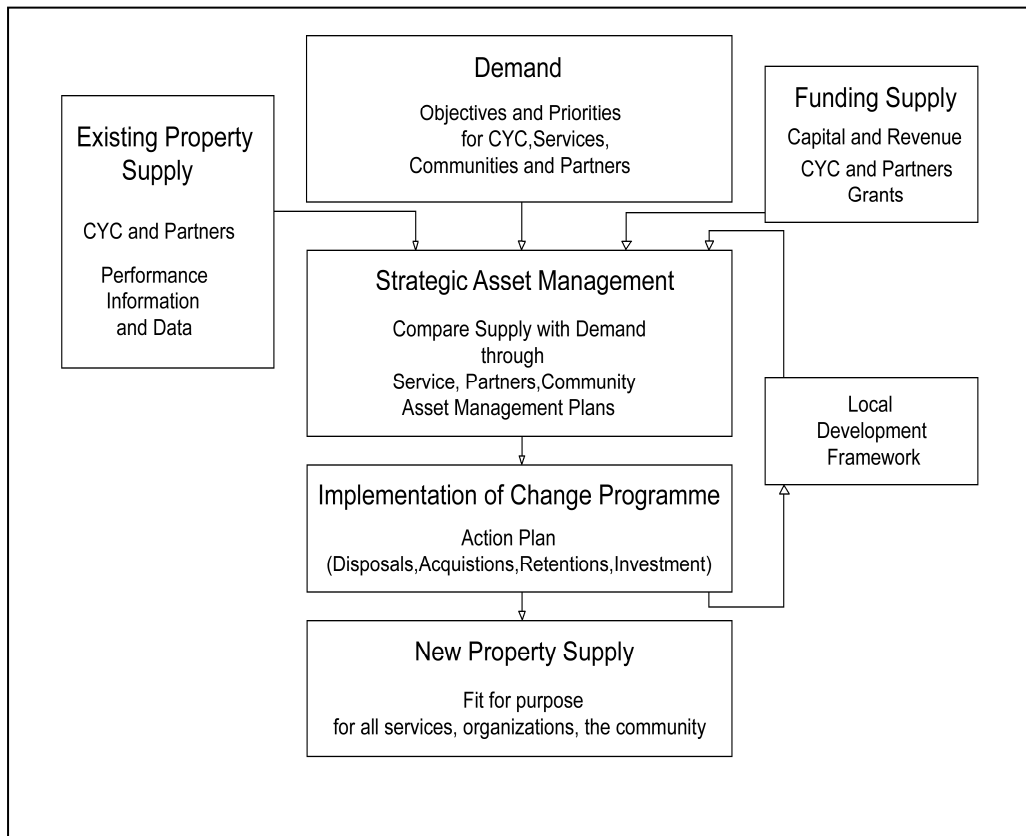 Demand
Objectives and Priorities
for CYC,Services,
Communities and Partners
Existing Property
Supply
CYC and Partners
Performance
Information
and Data
Funding Supply
Capital and Revenue
CYC and Partners
Grants
Strategic Asset Management
Compare Supply with Demand
through
Service, Partners,Community
Asset Management Plans
Local
Development
Framework
Implementation of Change Programme
Action Plan
(Disposals,Acquistions,Retentions,Investment)
New Property Supply
Fit for purpose
for all services, organizations, the community